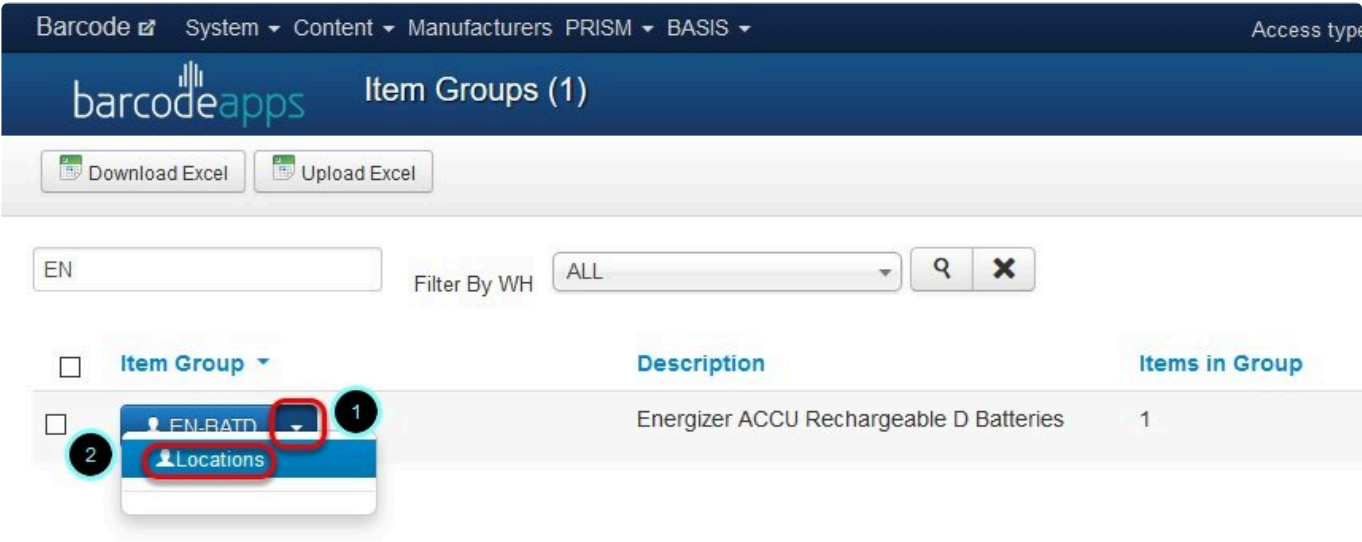 Barcode System Content Manufacturers PRISM BASIS Access type
barcodeapps Item Groups (1)
Download Excel Upload Excel
EN Filter By WH ALL
Item Group Description Items in Group
EN-BATD 1 Energizer ACCU Rechargeable D Batteries 1
2 Locations